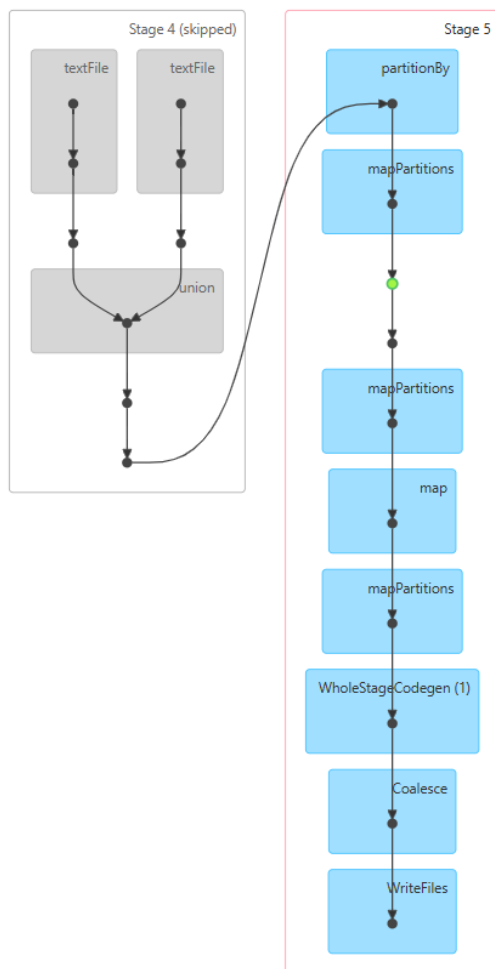 Stage 4 (skipped)
textFile
textFile
union
Stage 5
partitionBy
mapPartitions
mapPartitions
map
mapPartitions
WholeStageCodegen (1)
Coalesce
WriteFiles